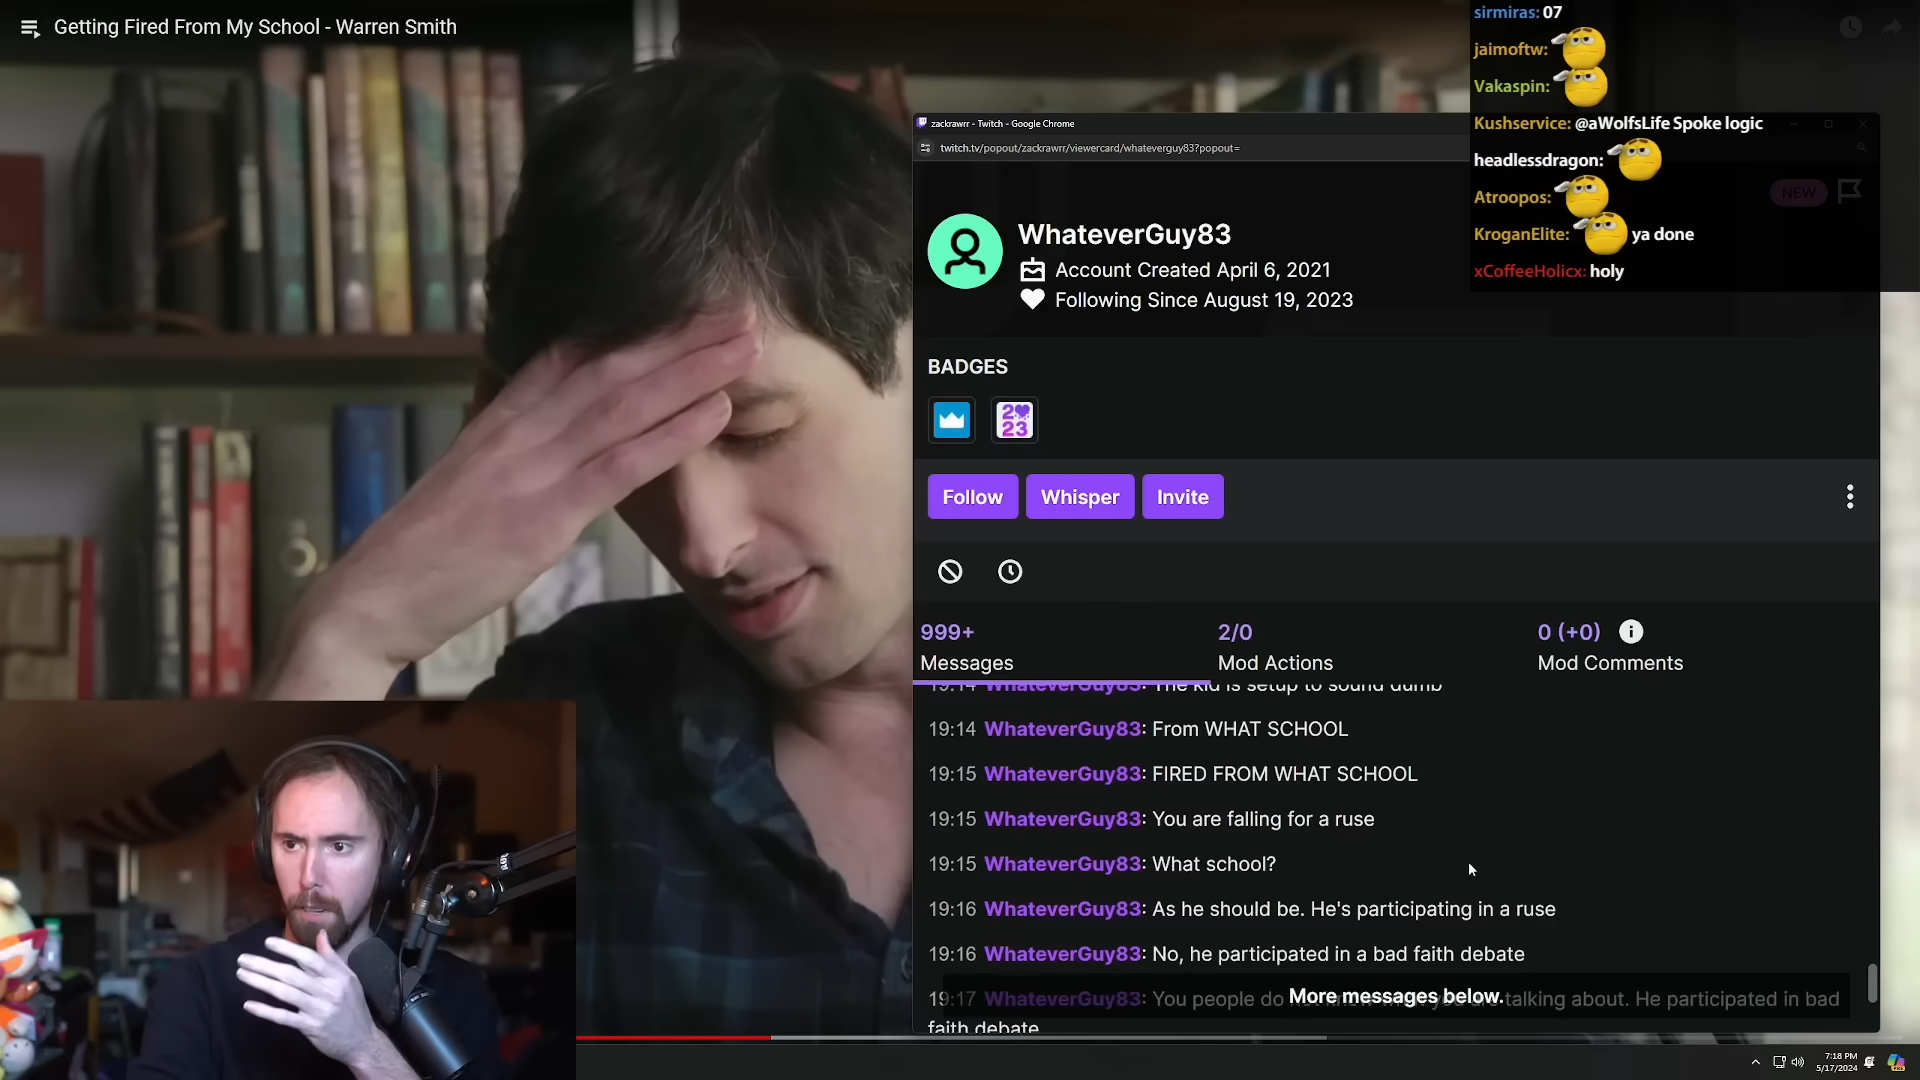 Getting Fired From My School - Warren Smith
sirmiras: 07
jaimoftw:
Vakaspin:
Kushservice: @aWolfsLife Spoke logic
headlessdragon:
Atroopos:
KroganElite: ya done
xCoffeeHolicx: holy
zackrawrr - Twitch - Google Chrome
twitch.tv/popout/zackrawrr/viewercard/whateverguy83?popout=
NEW
WhateverGuy83
Account Created April 6, 2021
Following Since August 19, 2023
BADGES
2 23
Follow Whisper Invite
999+ 2/0 0 (+0)
Messages Mod Actions Mod Comments
19:14 WhateverGuy83: The kid is setup to sound dumb
19:14 WhateverGuy83: From WHAT SCHOOL
19:15 WhateverGuy83: FIRED FROM WHAT SCHOOL
19:15 WhateverGuy83: You are falling for a ruse
19:15 WhateverGuy83: What school?
19:16 WhateverGuy83: As he should be. He's participating in a ruse
19:16 WhateverGuy83: No, he participated in a bad faith debate
19:17 WhateverGuy83: You people do talking about. He participated in bad
More messages below.
faith debate
7:18 PM
5/17/2024